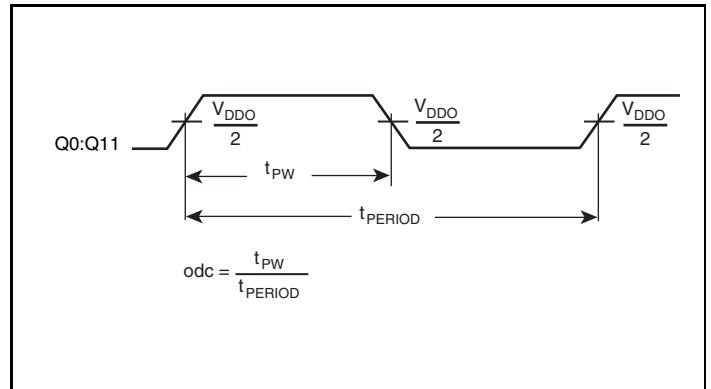 V_DDO
2
V_DDO
2
V_DDO
2
Q0:Q11
t_PW
t_PERIOD
odc = t_PW
t_PERIOD